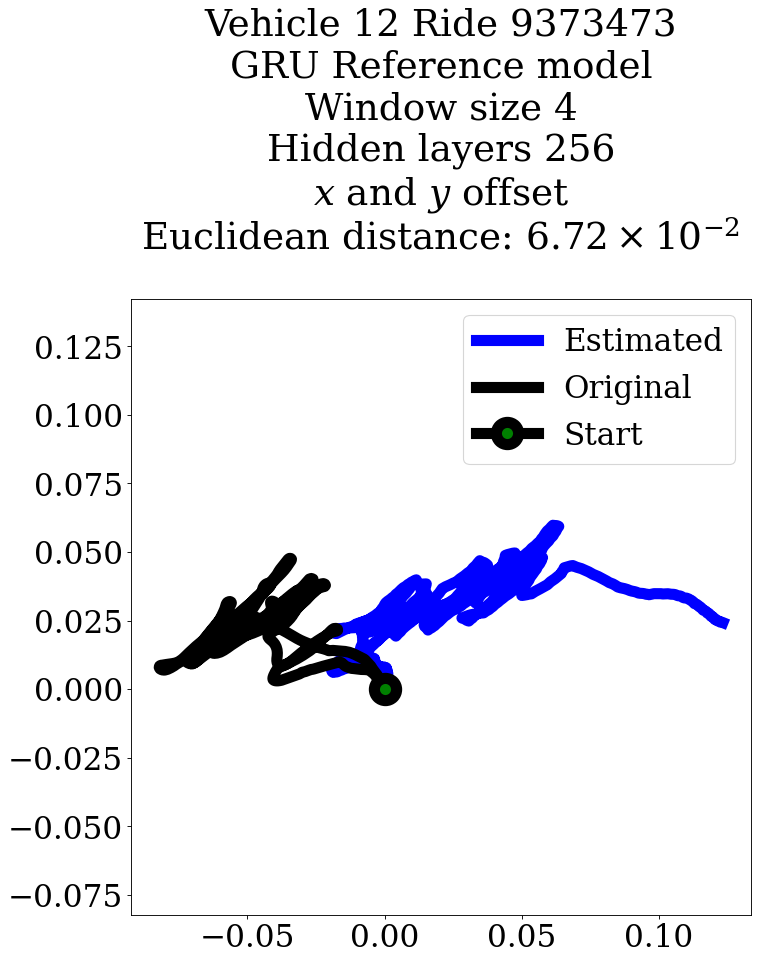 Vehicle 12 Ride 9373473
GRU Reference model
Window size 4
Hidden layers 256
x and y offset
Euclidean distance: 6.72 × 10⁻²
Estimated
Original
Start
0.125
0.100
0.075
0.050
0.025
0.000
−0.025
−0.050
−0.075
−0.05 0.00 0.05 0.10